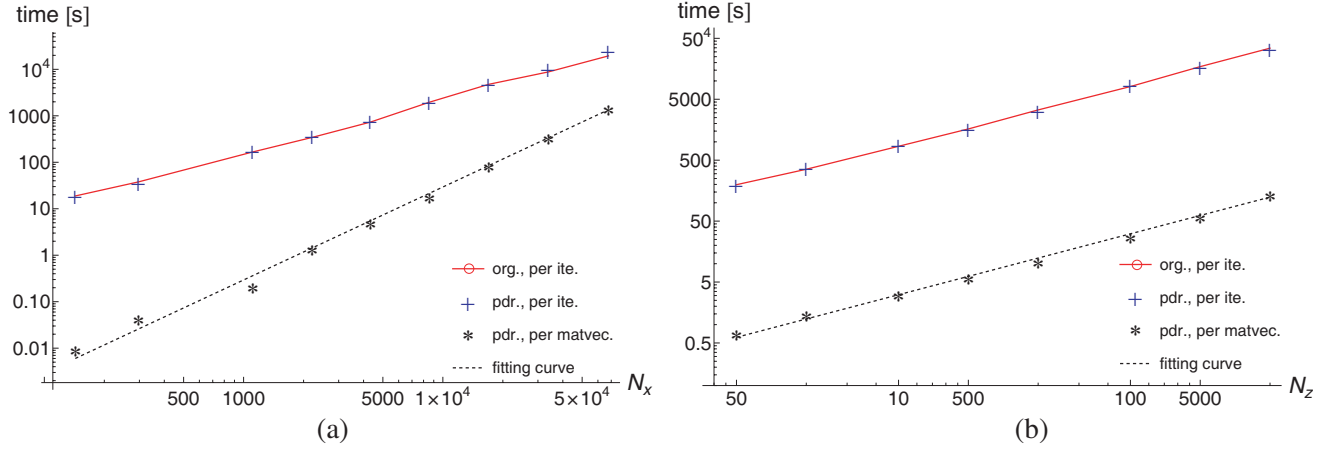 time [s]
10^4
1000
100
10
1
0.10
0.01
500
1000
5000
1×10^4
5×10^4
N_x
org., per ite.
pdr., per ite.
pdr., per matvec.
fitting curve
(a)
time [s]
50^4
5000
500
50
5
0.5
50
10
500
100
5000
N_z
org., per ite.
pdr., per ite.
pdr., per matvec.
fitting curve
(b)